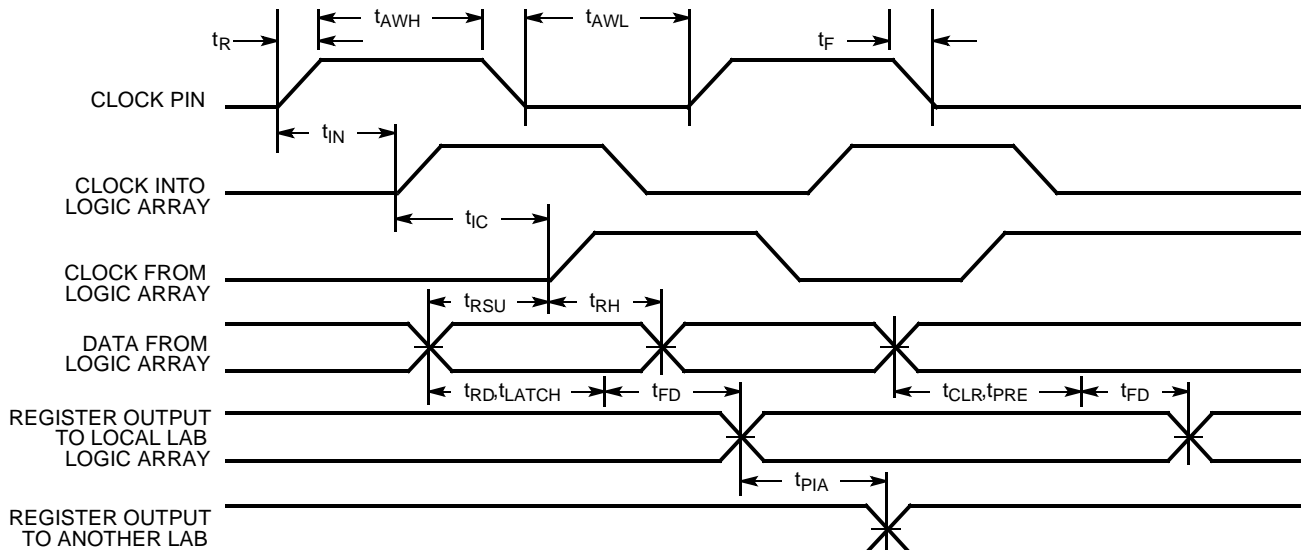 tAWH
tAWL
tR
tF
CLOCK PIN
tIN
CLOCK INTO
LOGIC ARRAY
tIC
CLOCK FROM
LOGIC ARRAY
tRSU
tRH
DATA FROM
LOGIC ARRAY
tRD,tLATCH
tFD
tCLR,tPRE
tFD
REGISTER OUTPUT
TO LOCAL LAB
LOGIC ARRAY
tPIA
REGISTER OUTPUT
TO ANOTHER LAB